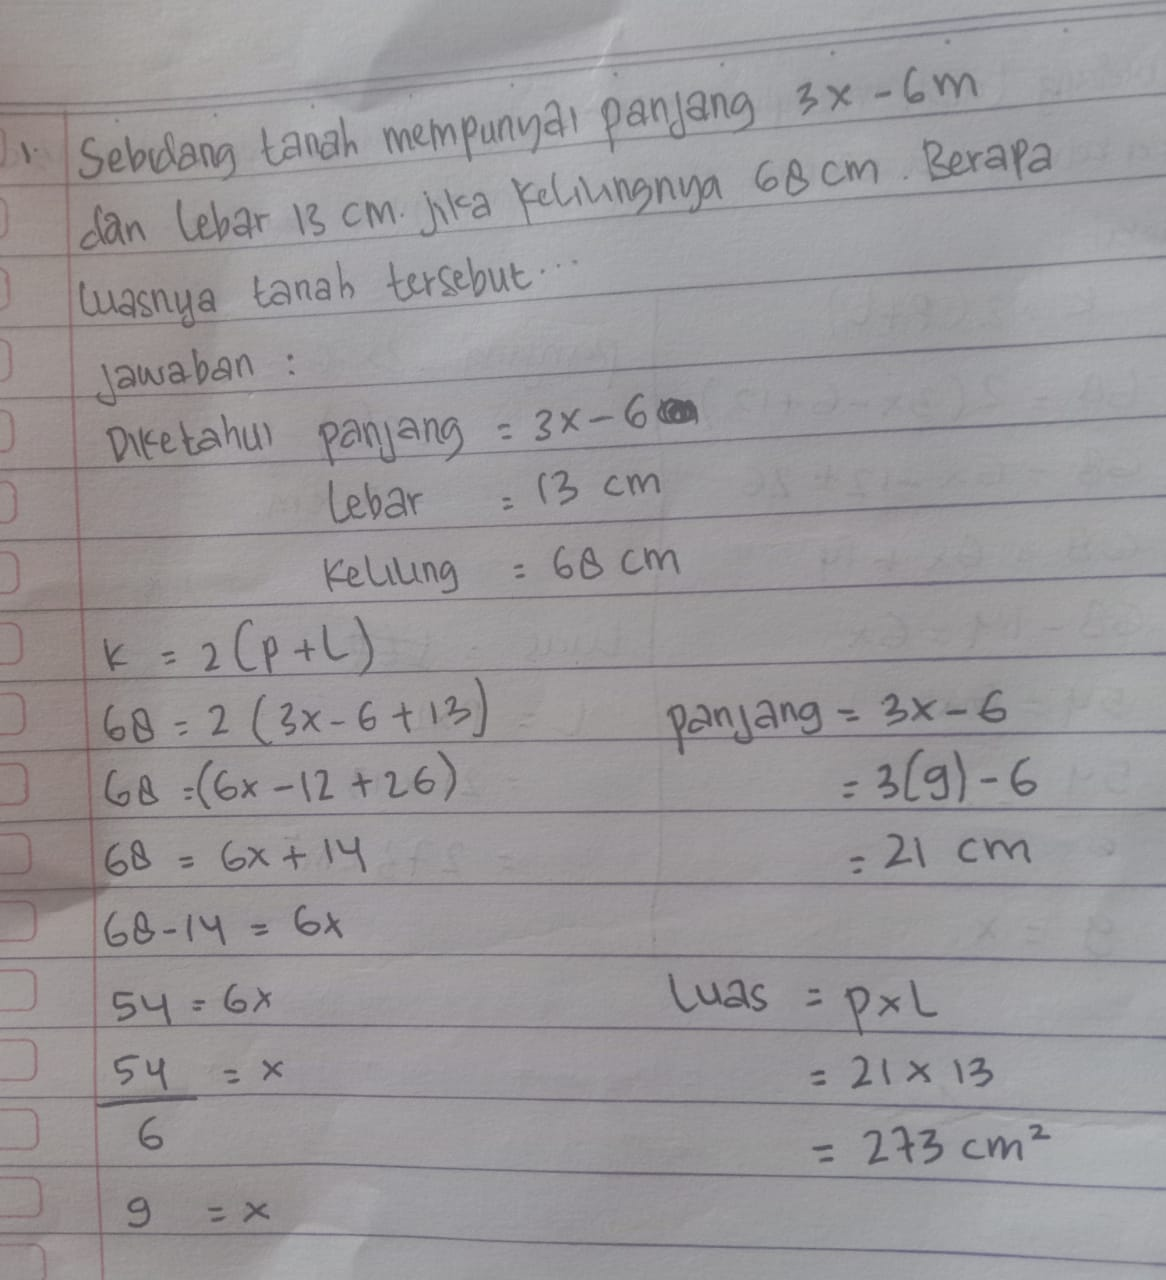 1. Sebidang tanah mempunyai panjang 3x - 6 m
dan lebar 13 cm. jika Kelilingnya 68 cm. Berapa
luasnya tanah tersebut...
Jawaban :
Diketahui panjang = 3x - 6
Lebar = 13 cm
Keliling = 68 cm
K = 2 (P + L)
68 = 2 (3x - 6 + 13)
68 = (6x - 12 + 26)
68 = 6x + 14
68 - 14 = 6x
54 = 6x
54 = x
6
9 = x
panjang = 3x - 6
= 3(9) - 6
= 21 cm
Luas = p x L
= 21 x 13
= 273 cm²